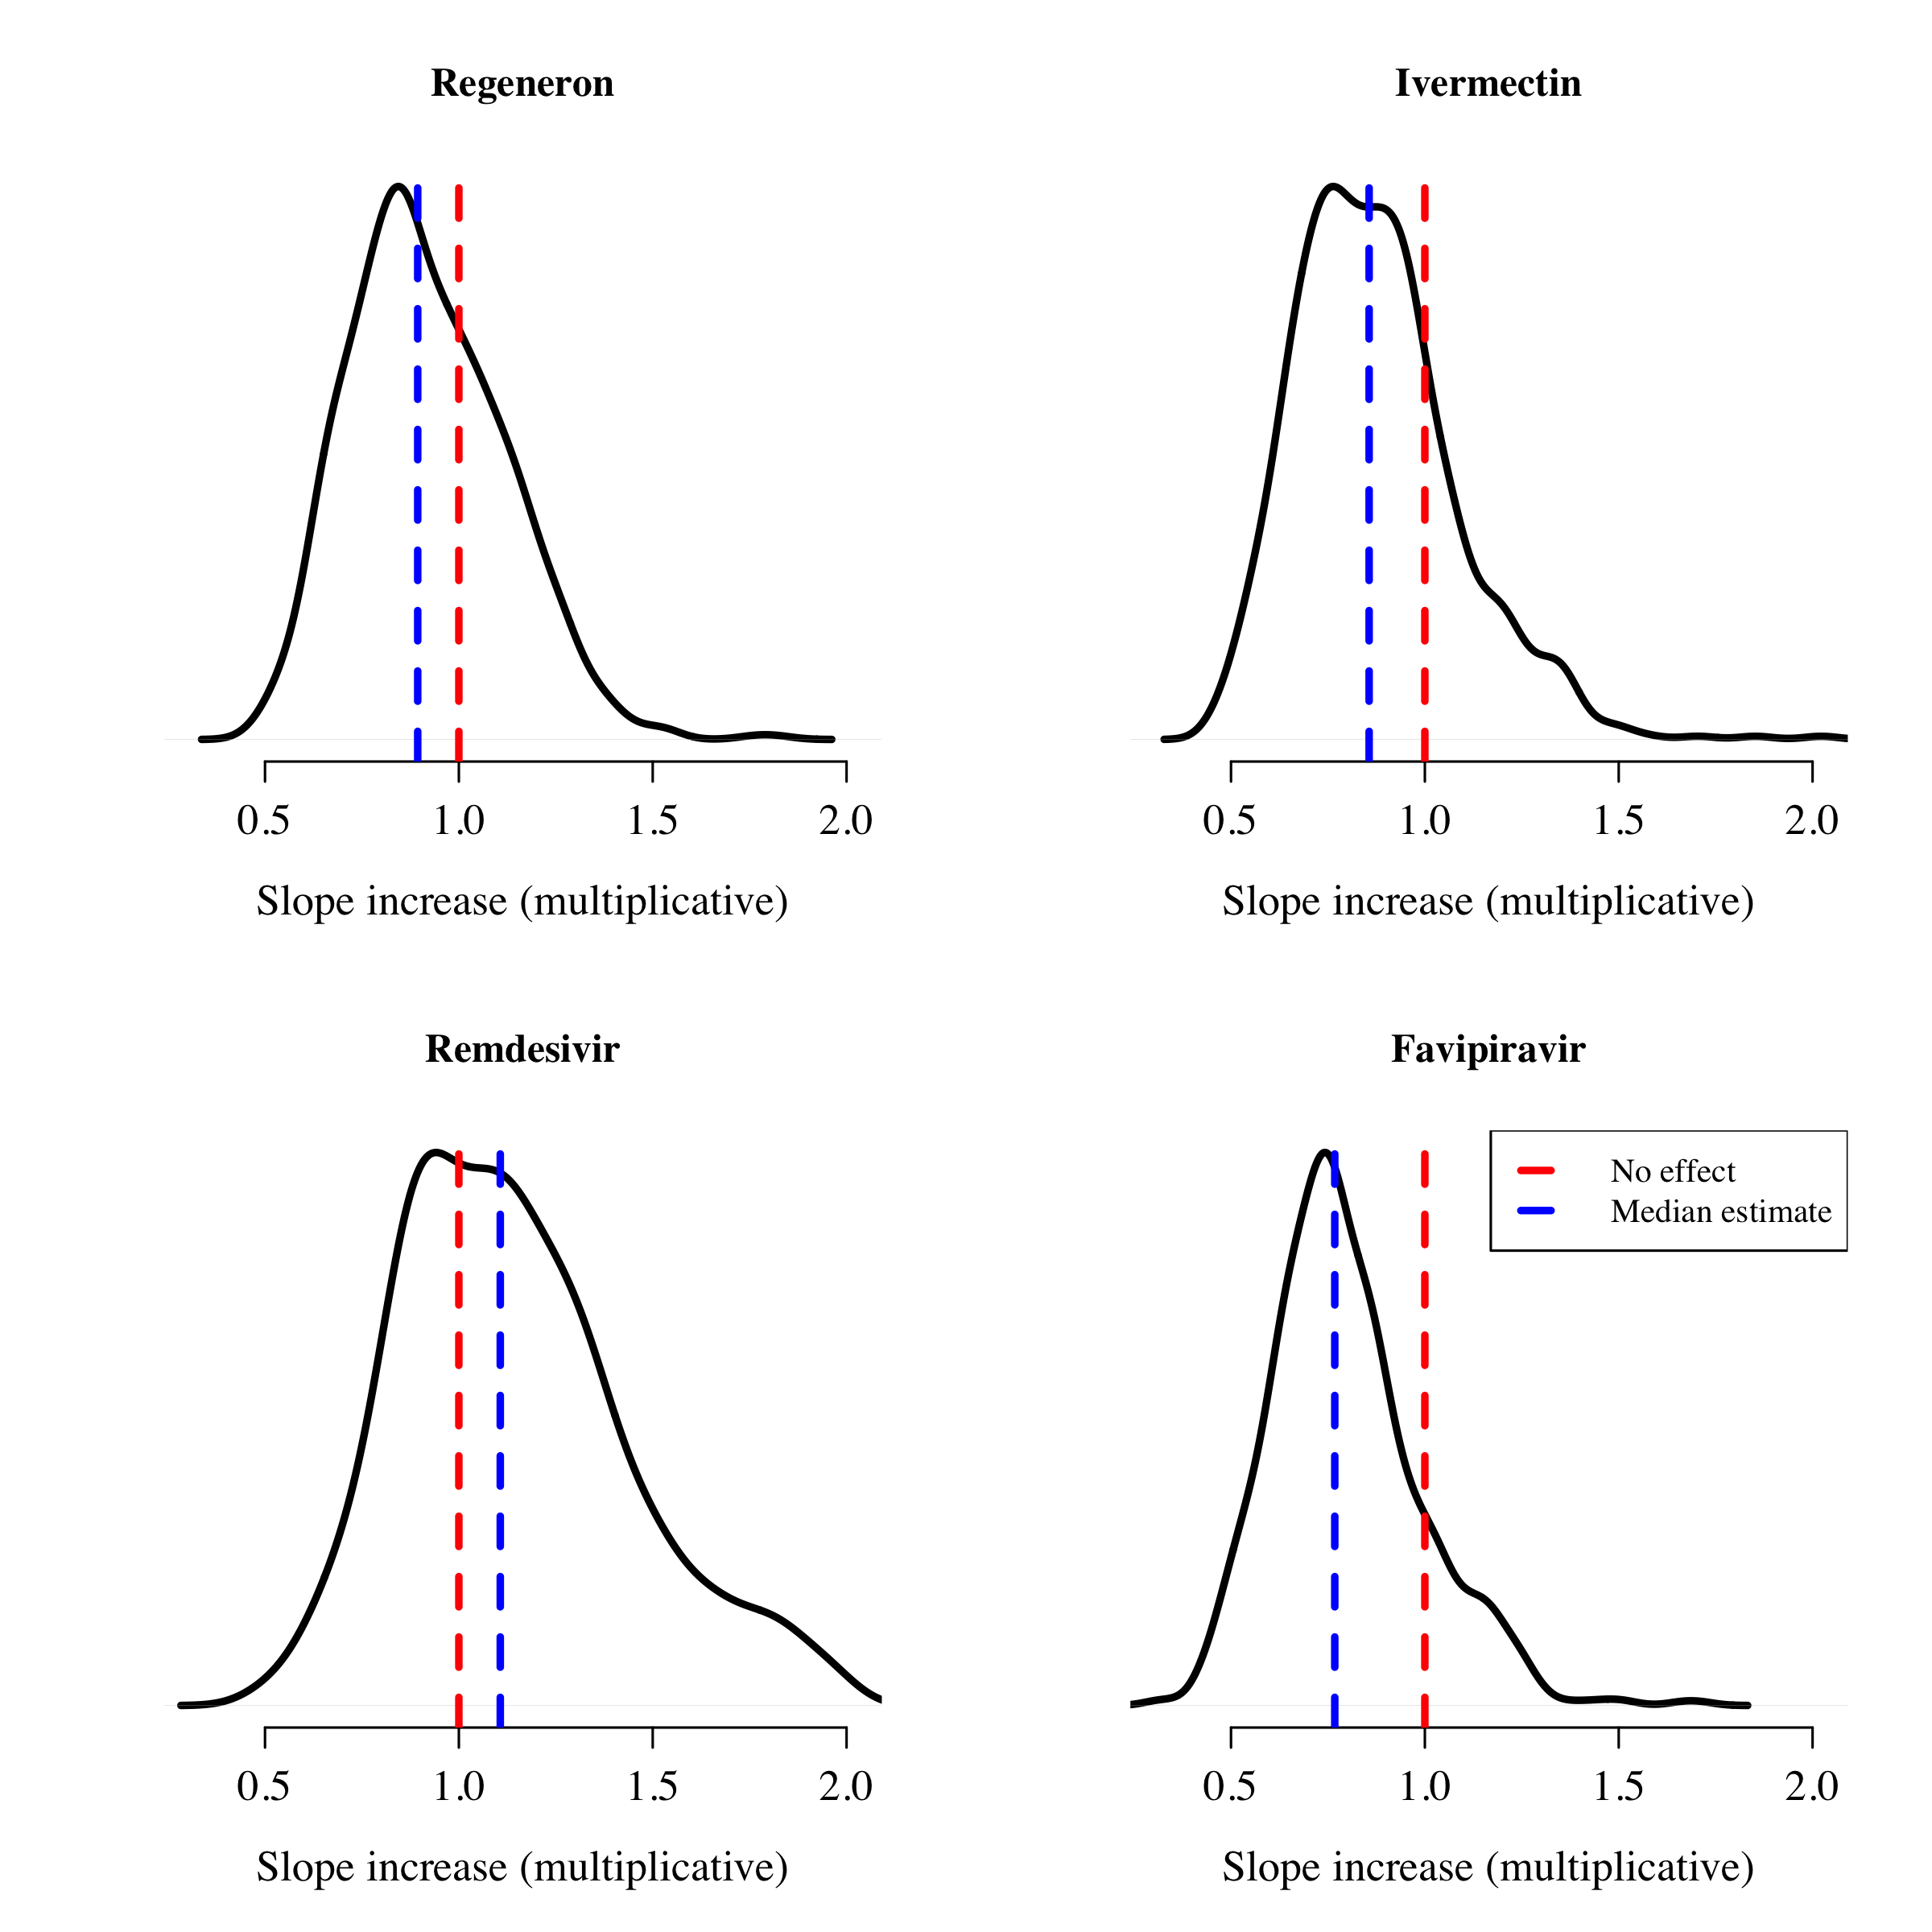 Regeneron
0.5 1.0 1.5 2.0
Slope increase (multiplicative)
Ivermectin
0.5 1.0 1.5 2.0
Slope increase (multiplicative)
Remdesivir
0.5 1.0 1.5 2.0
Slope increase (multiplicative)
Favipiravir
No effect
Median estimate
0.5 1.0 1.5 2.0
Slope increase (multiplicative)